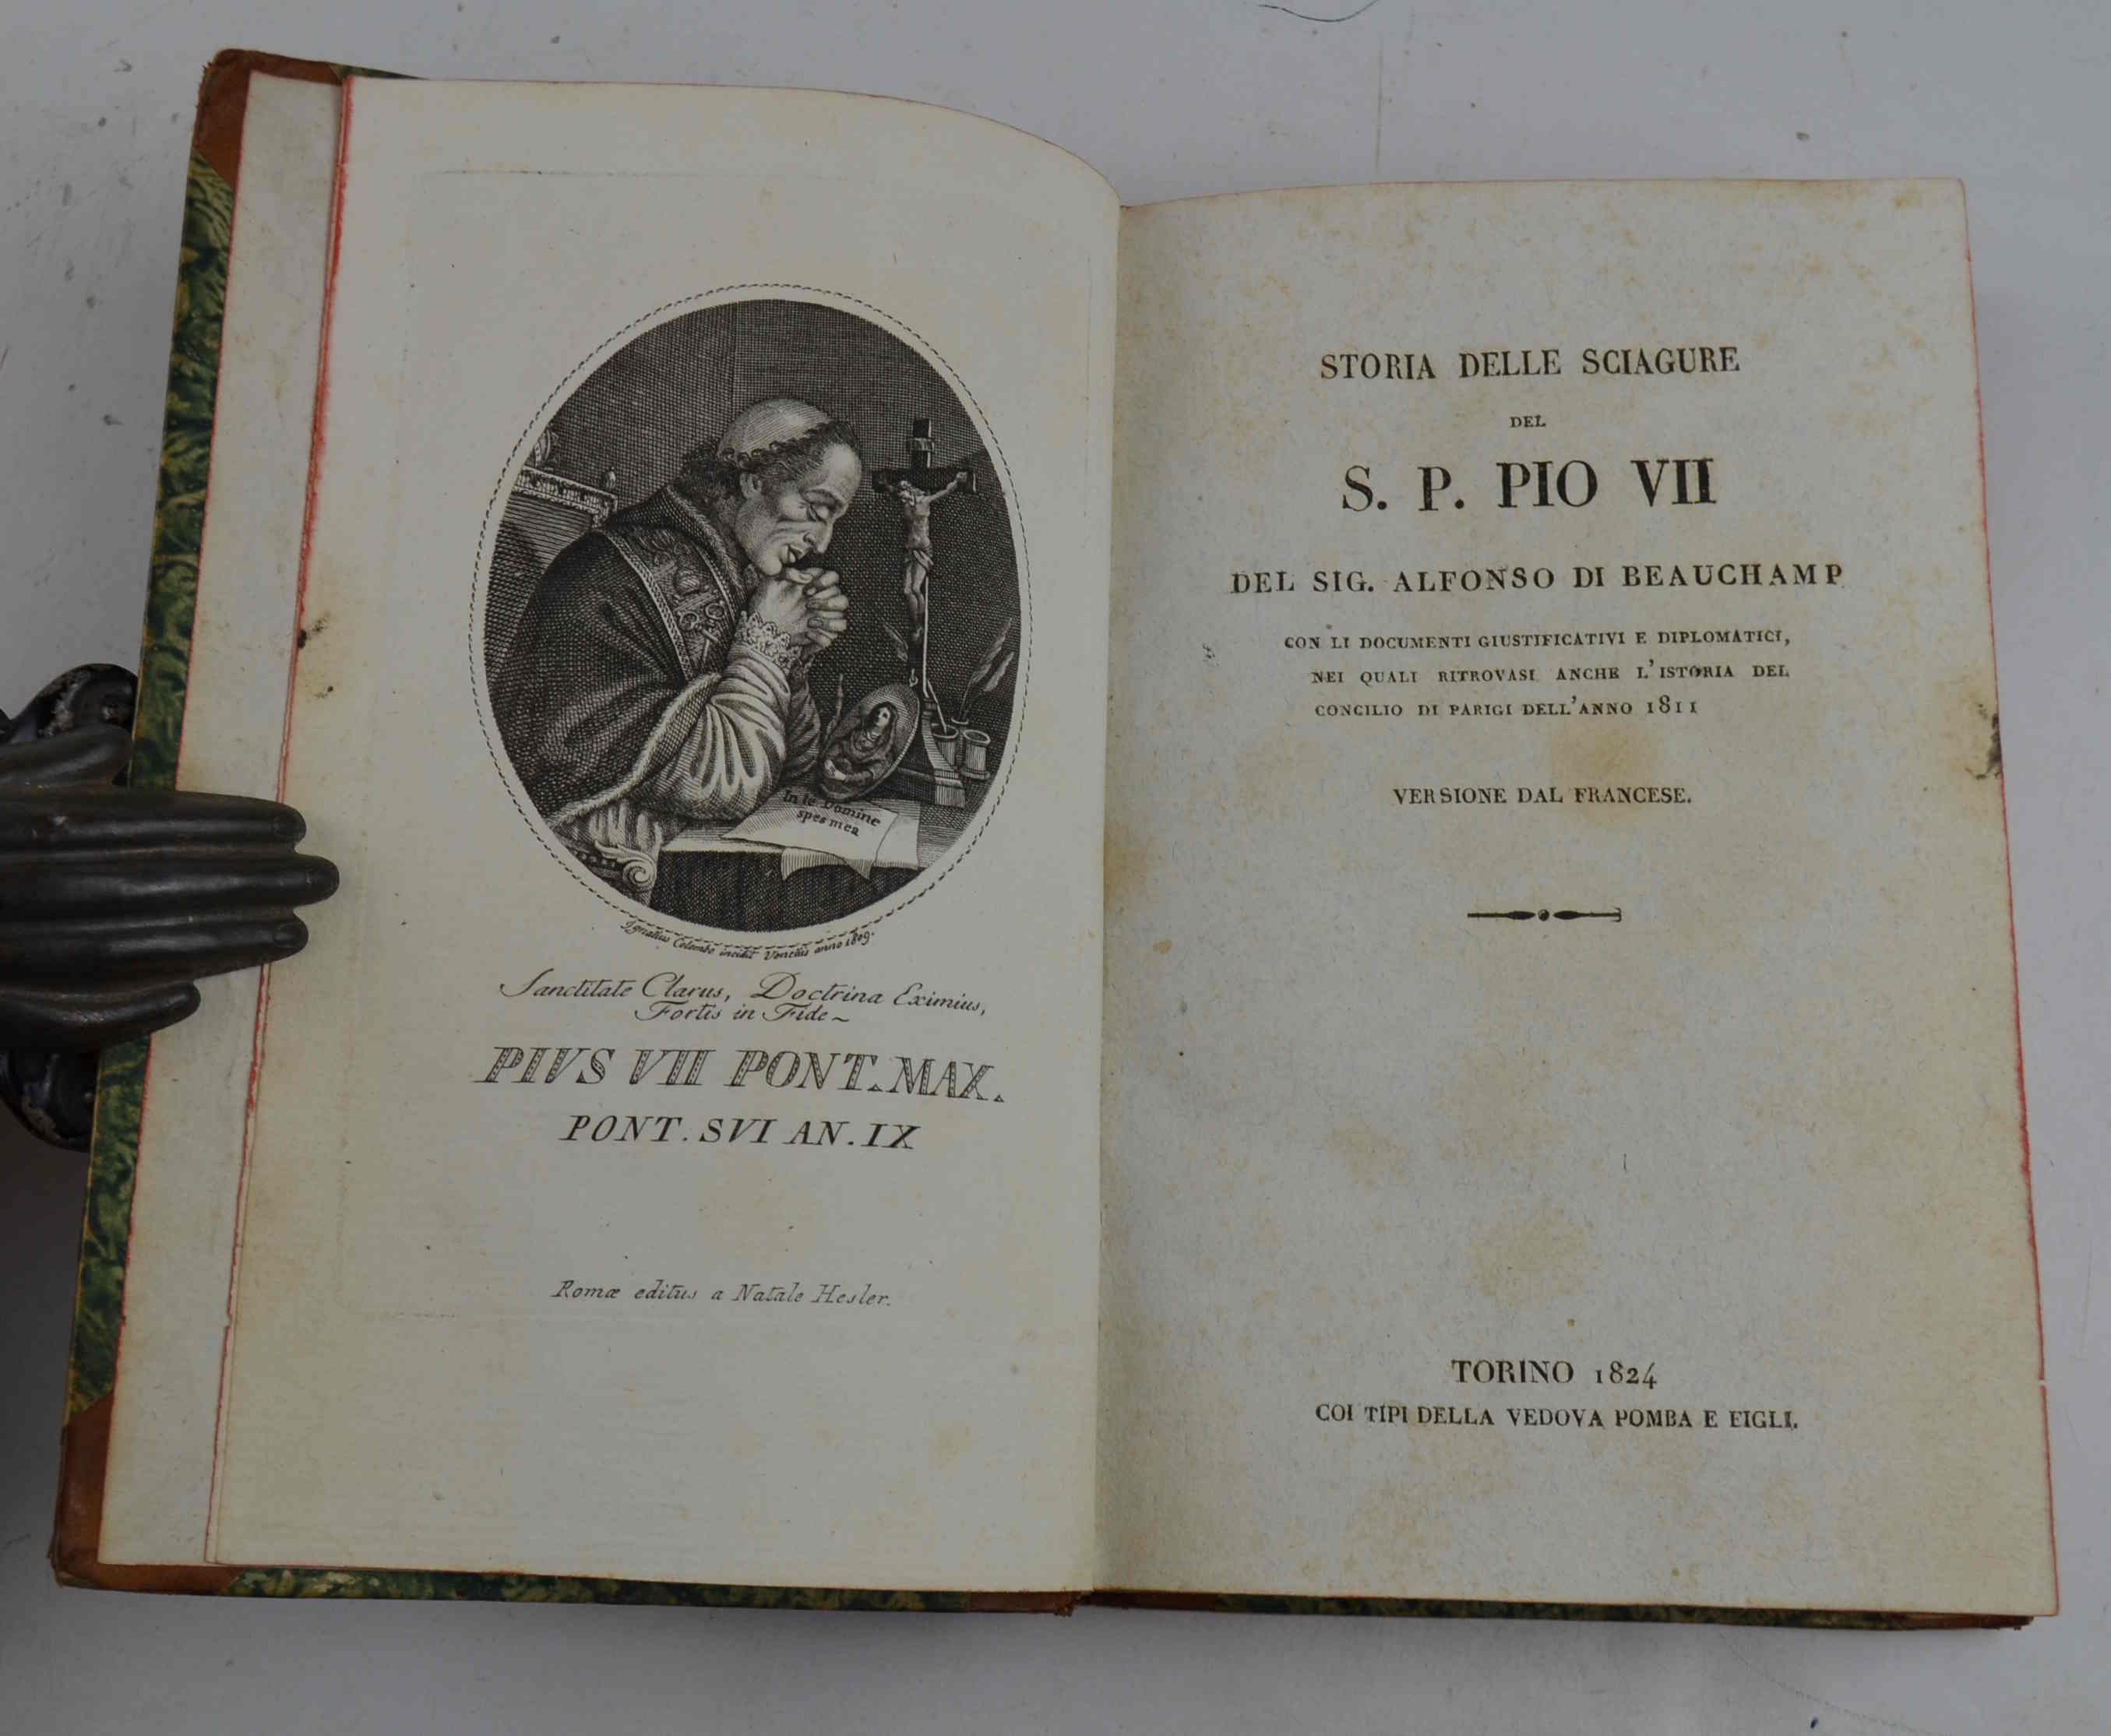 In te Domine
spes mea
Ignatius Colombo incidit Venetiis anno 1809.
Sanctitate Clarus, Doctrina Eximius,
Fortis in Fide ~
PIVS VII PONT. MAX.
PONT. SVI AN. IX
Romæ editus a Natale Hesler.
STORIA DELLE SCIAGURE
DEL
S. P. PIO VII
DEL SIG. ALFONSO DI BEAUCHAMP
CON LI DOCUMENTI GIUSTIFICATIVI E DIPLOMATICI,
NEI QUALI RITROVASI ANCHE L'ISTORIA DEL
CONCILIO DI PARIGI DELL'ANNO 1811
VERSIONE DAL FRANCESE.
TORINO 1824
COI TIPI DELLA VEDOVA POMBA E FIGLI.